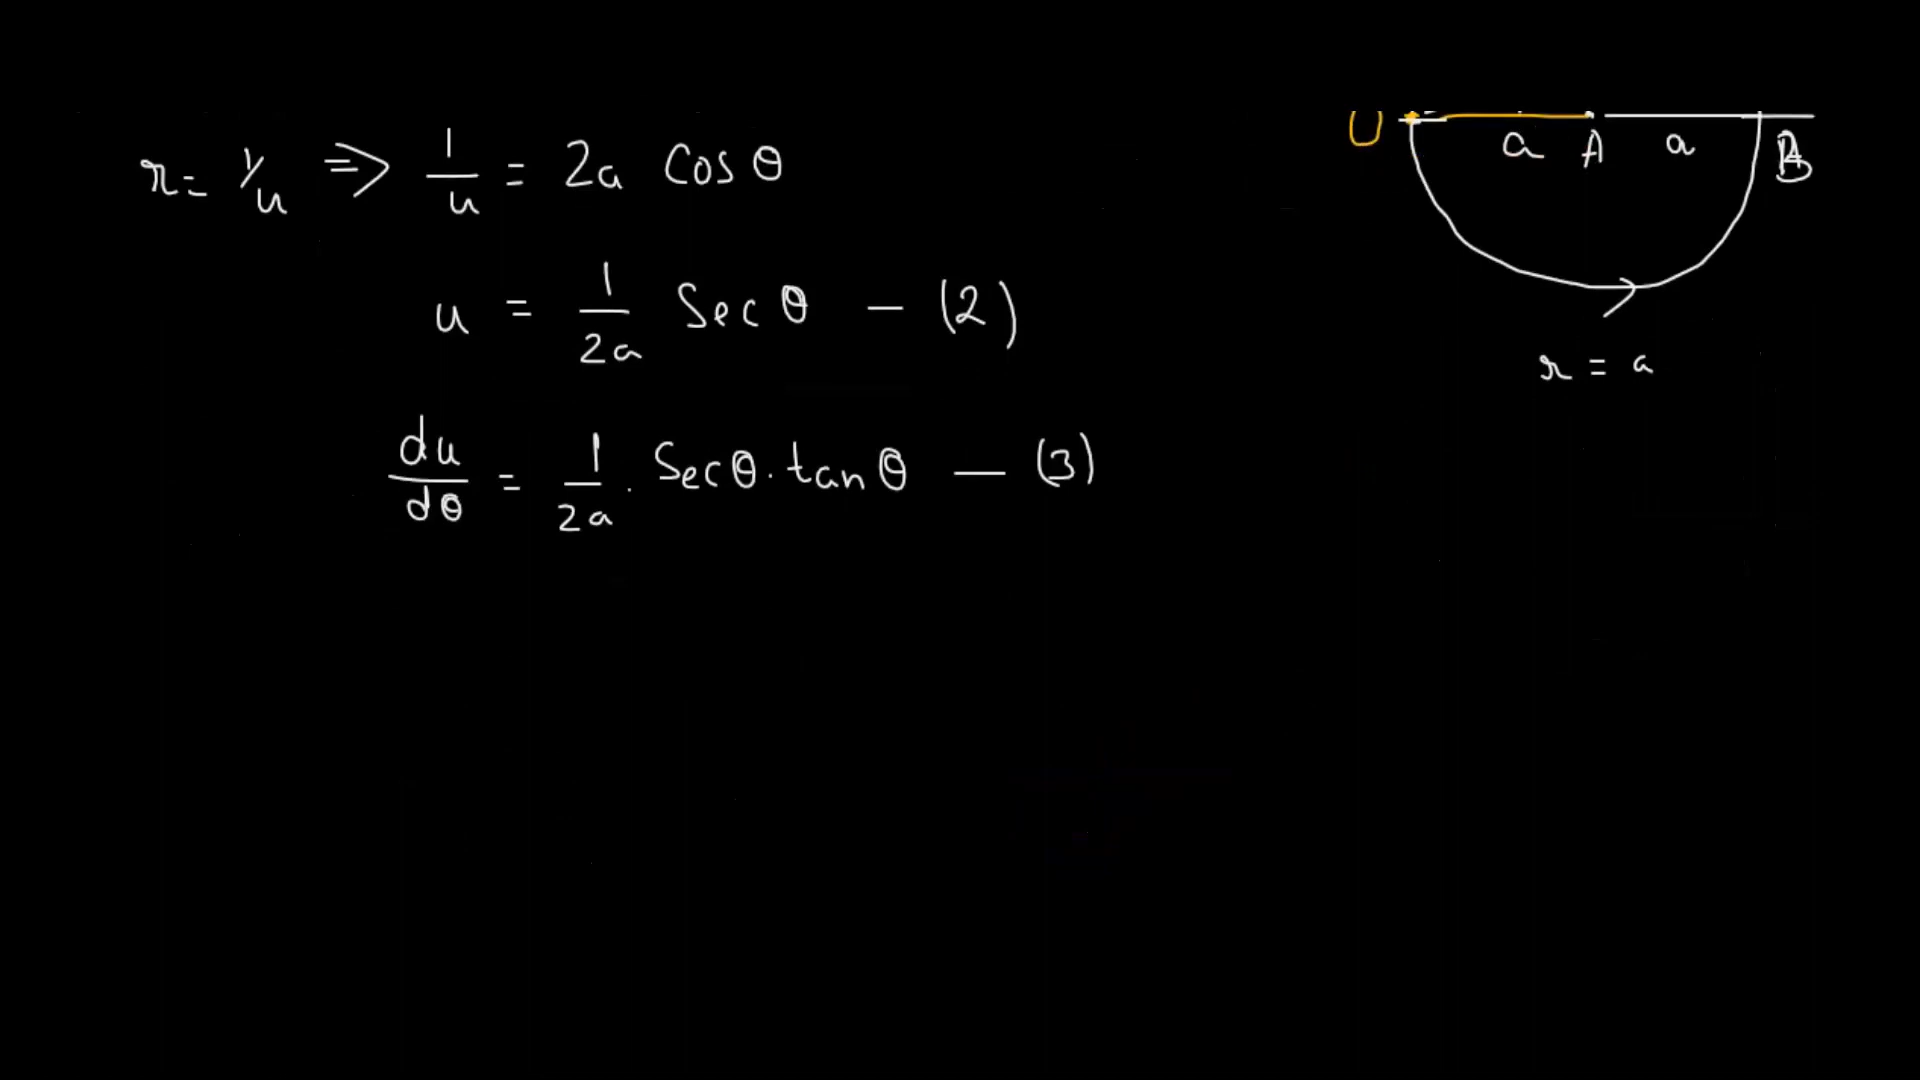 O a A a B
r = 1/u => 1/u = 2a Cos θ
u = 1/2a Sec θ - (2)
r = a
du/dθ = 1/2a . Sec θ . tan θ — (3)